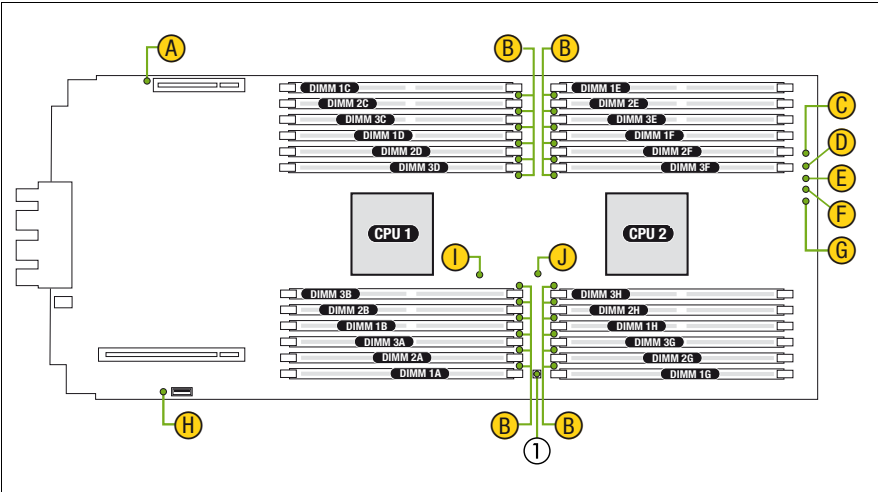 A
B B
DIMM 1C DIMM 1E
DIMM 2C DIMM 2E
DIMM 3C DIMM 3E
DIMM 1D DIMM 1F
DIMM 2D DIMM 2F
DIMM 3D DIMM 3F
C
D
E
F
G
CPU 1 CPU 2
I J
DIMM 3B DIMM 3H
DIMM 2B DIMM 2H
DIMM 1B DIMM 1H
DIMM 3A DIMM 3G
DIMM 2A DIMM 2G
DIMM 1A DIMM 1G
H
B B
1